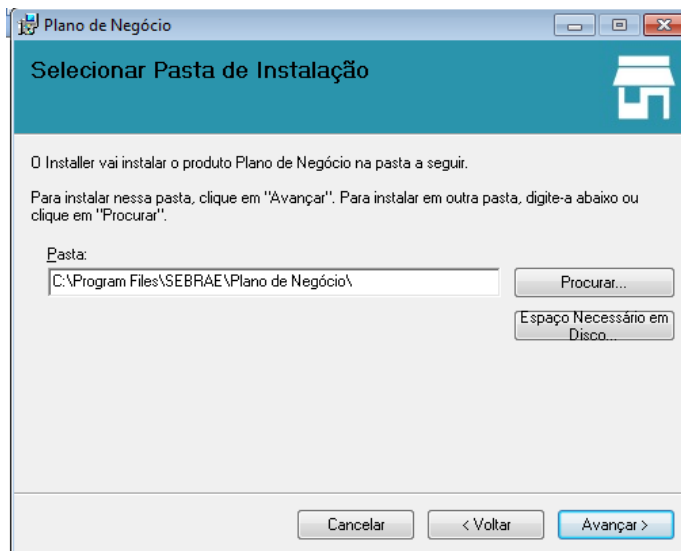 Plano de Negócio
Selecionar Pasta de Instalação
O Installer vai instalar o produto Plano de Negócio na pasta a seguir.
Para instalar nessa pasta, clique em "Avançar". Para instalar em outra pasta, digite-a abaixo ou
clique em "Procurar".
Pasta:
C:\Program Files\SEBRAE\Plano de Negócio\
Procurar...
Espaço Necessário em
Disco...
Cancelar
< Voltar
Avançar >